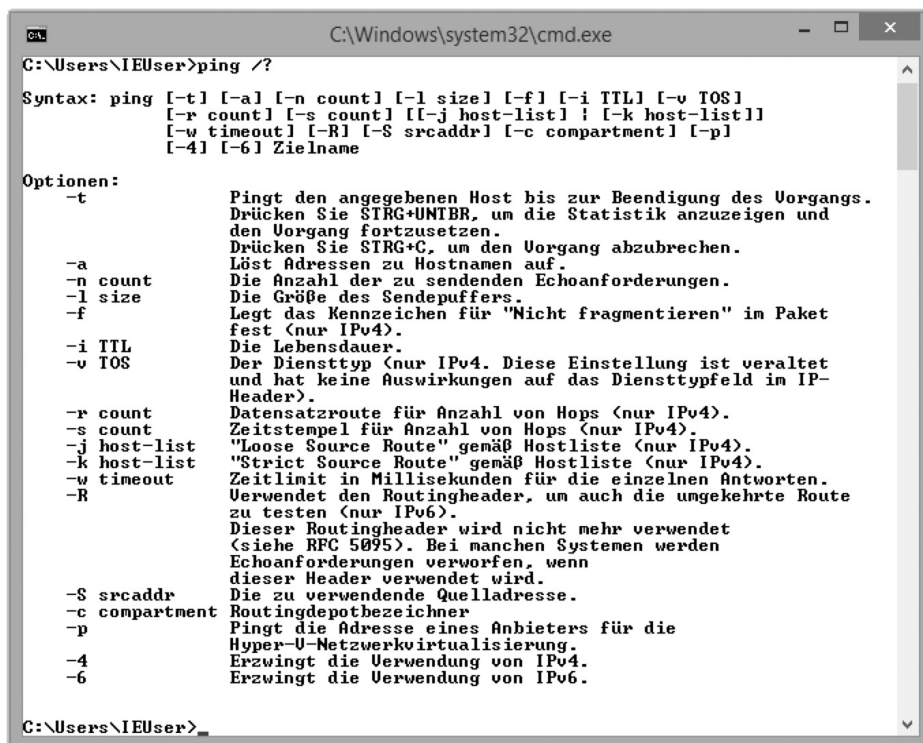 C:\Windows\system32\cmd.exe
C:\Users\IEUser>ping /?
Syntax: ping [-t] [-a] [-n count] [-l size] [-f] [-i TTL] [-v TOS]
[-r count] [-s count] [[-j host-list] | [-k host-list]]
[-w timeout] [-R] [-S srcaddr] [-c compartment] [-p]
[-4] [-6] Zielname
Optionen:
-t Pingt den angegebenen Host bis zur Beendigung des Vorgangs.
Drücken Sie STRG+UNTBR, um die Statistik anzuzeigen und
den Vorgang fortzusetzen.
Drücken Sie STRG+C, um den Vorgang abzubrechen.
-a Löst Adressen zu Hostnamen auf.
-n count Die Anzahl der zu sendenden Echoanforderungen.
-l size Die Größe des Sendepuffers.
-f Legt das Kennzeichen für "Nicht fragmentieren" im Paket
fest (nur IPv4).
-i TTL Die Lebensdauer.
-v TOS Der Diensttyp (nur IPv4. Diese Einstellung ist veraltet
und hat keine Auswirkungen auf das Diensttypfeld im IP-
Header).
-r count Datensatzroute für Anzahl von Hops (nur IPv4).
-s count Zeitstempel für Anzahl von Hops (nur IPv4).
-j host-list "Loose Source Route" gemäß Hostliste (nur IPv4).
-k host-list "Strict Source Route" gemäß Hostliste (nur IPv4).
-w timeout Zeitlimit in Millisekunden für die einzelnen Antworten.
-R Verwendet den Routingheader, um auch die umgekehrte Route
zu testen (nur IPv6).
Dieser Routingheader wird nicht mehr verwendet
(siehe RFC 5095). Bei manchen Systemen werden
Echoanforderungen verworfen, wenn
dieser Header verwendet wird.
-S srcaddr Die zu verwendende Quelladresse.
-c compartment Routingdepotbezeichner
-p Pingt die Adresse eines Anbieters für die
Hyper-V-Netzwerkvirtualisierung.
-4 Erzwingt die Verwendung von IPv4.
-6 Erzwingt die Verwendung von IPv6.
C:\Users\IEUser>_